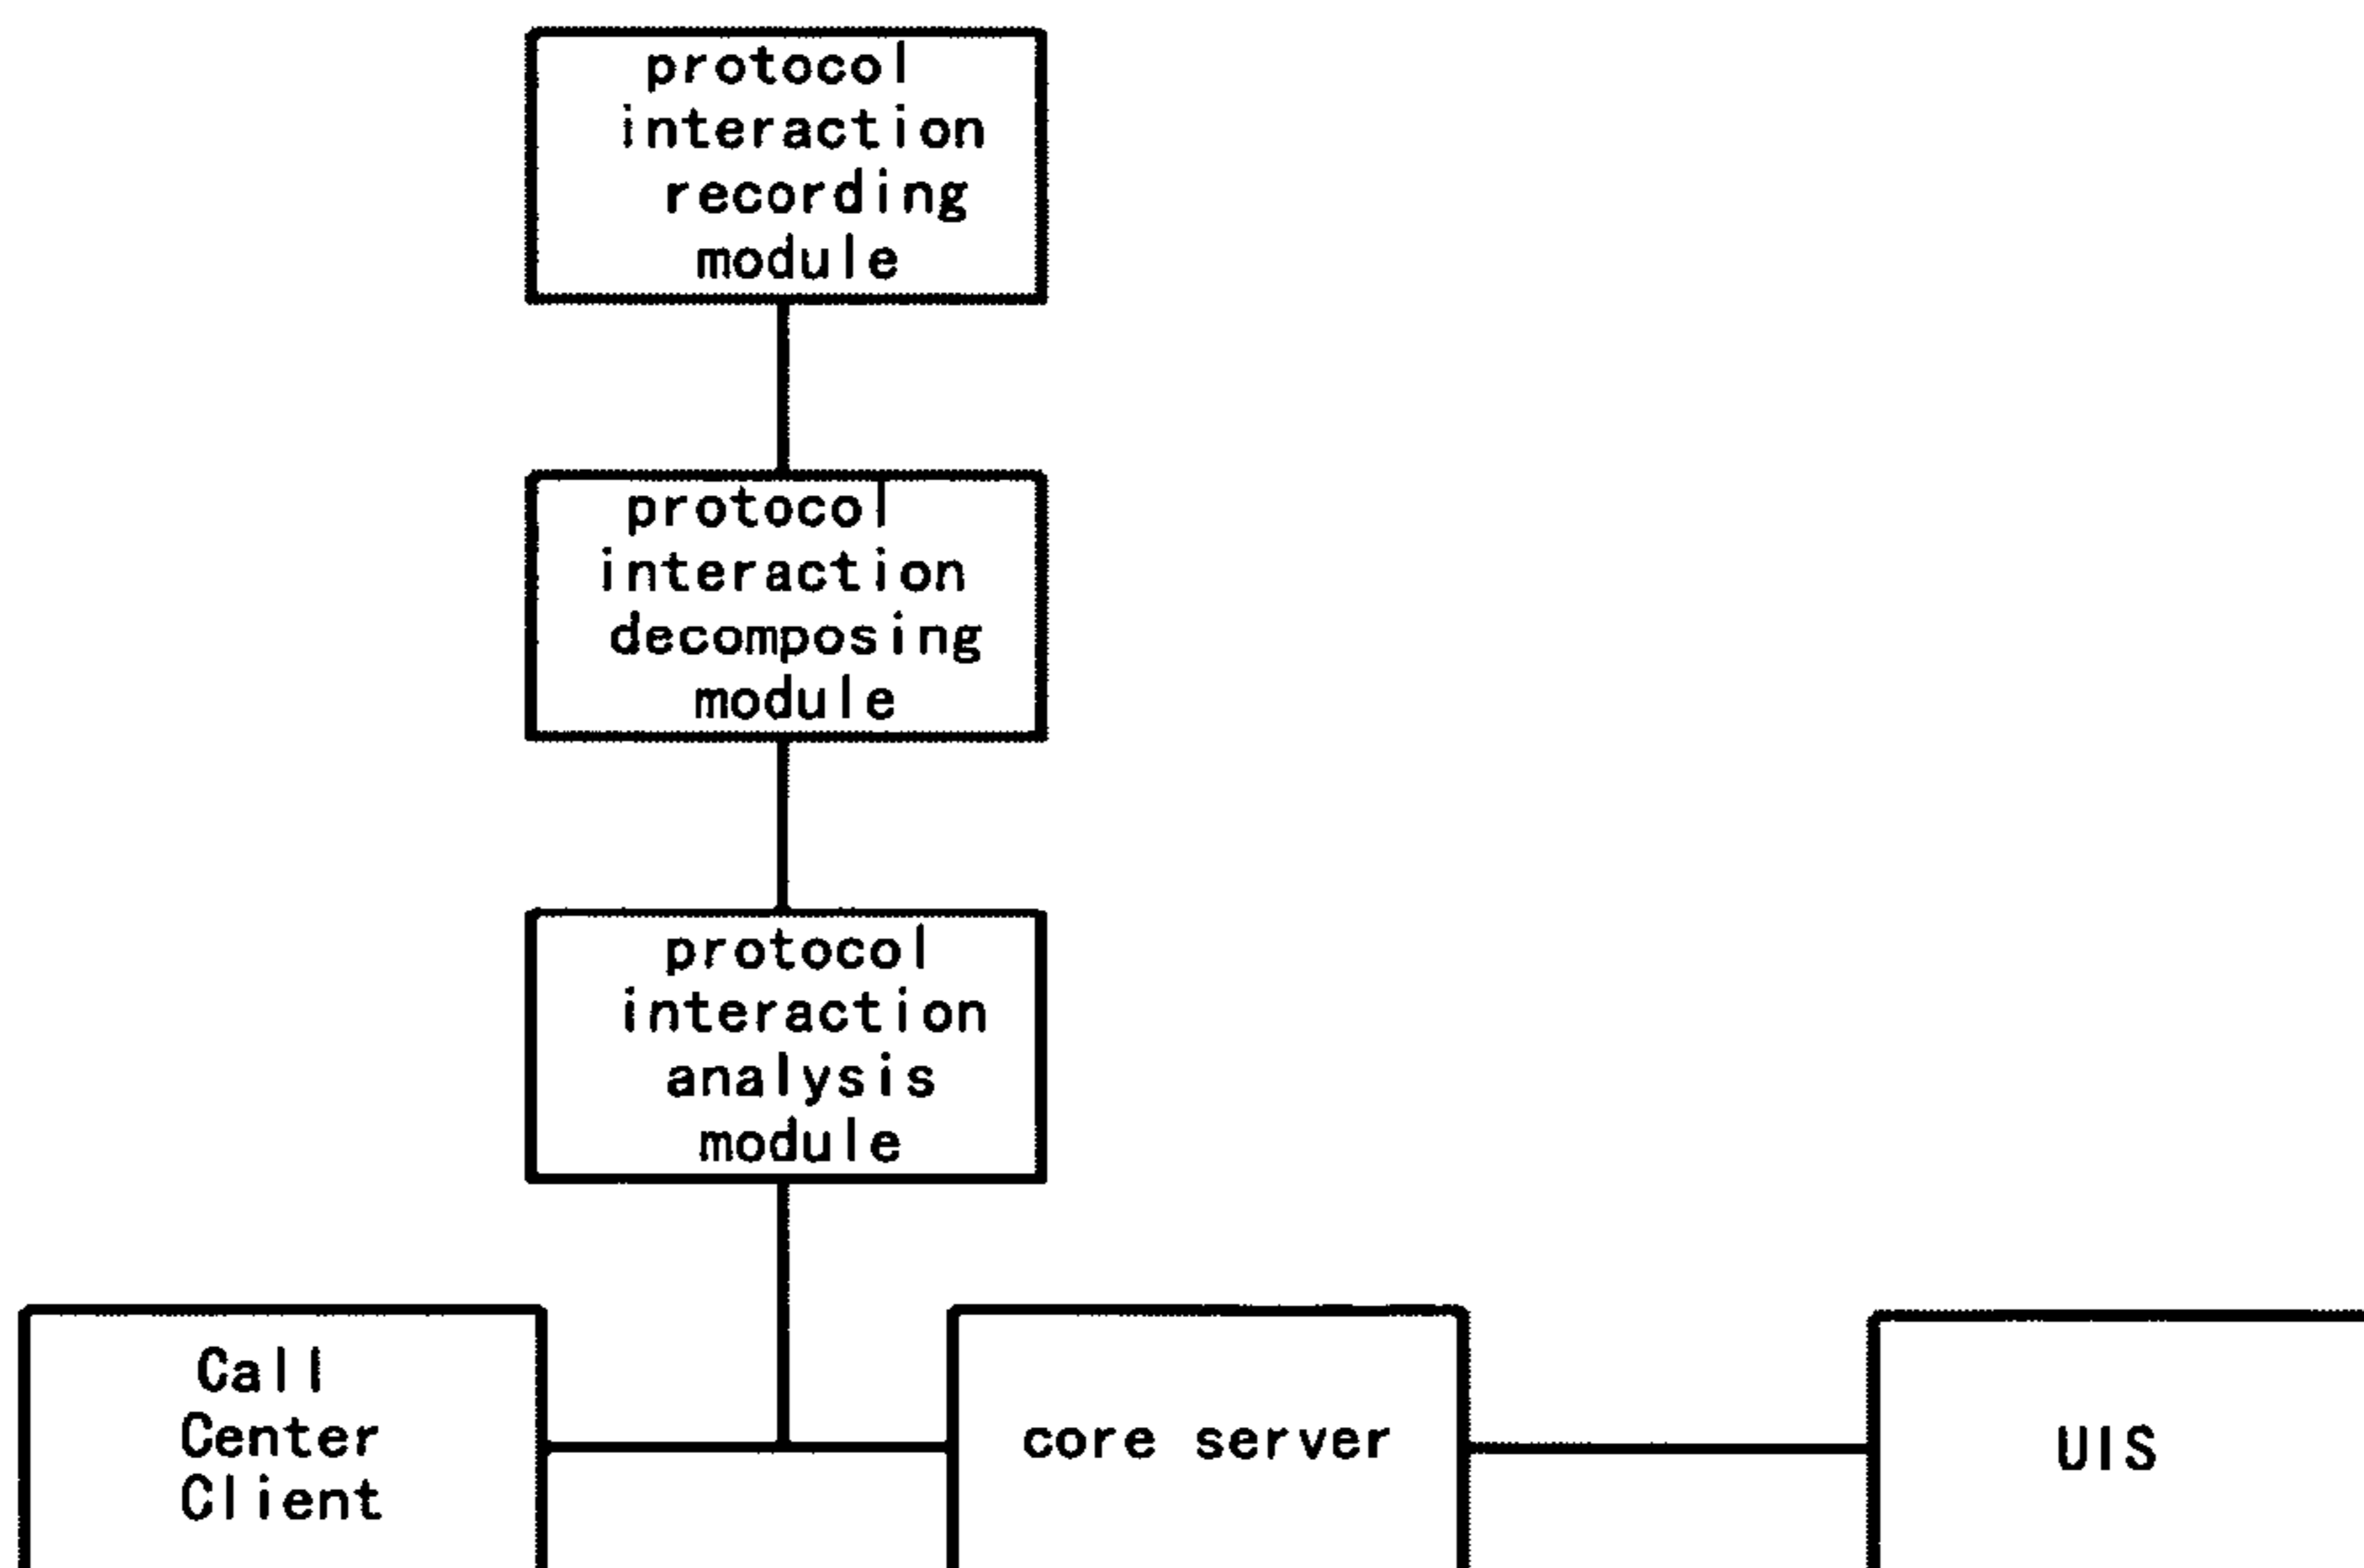 protocol
interaction
recording
module
protocol
interaction
decomposing
module
protocol
interaction
analysis
module
Call
Center
Client
core server
UIS